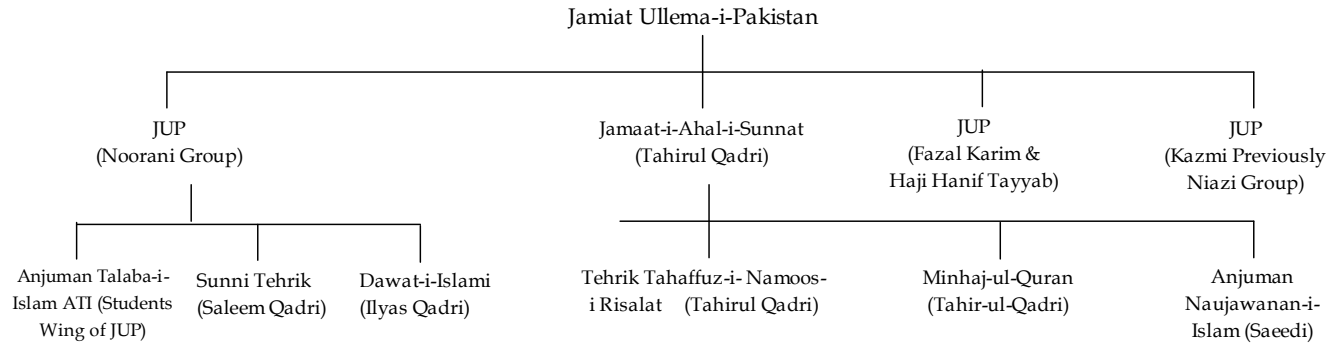 Jamiat Ullema-i-Pakistan
JUP
(Noorani Group)
Jamaat-i-Ahal-i-Sunnat
(Tahirul Qadri)
JUP
(Fazal Karim &
Haji Hanif Tayyab)
JUP
(Kazmi Previously
Niazi Group)
Anjuman Talaba-i-
Islam ATI (Students
Wing of JUP)
Sunni Tehrik
(Saleem Qadri)
Dawat-i-Islami
(Ilyas Qadri)
Tehrik Tahaffuz-i- Namoos-
i Risalat (Tahirul Qadri)
Minhaj-ul-Quran
(Tahir-ul-Qadri)
Anjuman
Naujawanan-i-
Islam (Saeedi)